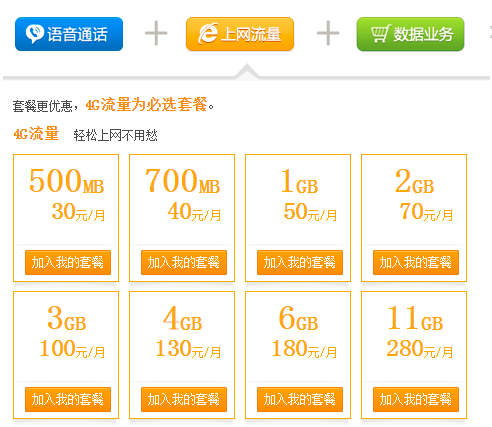 语音通话 + 上网流量 + 数据业务
套餐更优惠，4G流量为必选套餐。
4G流量 轻松上网不用愁
500MB 700MB 1GB 2GB
30元/月 40元/月 50元/月 70元/月
加入我的套餐 加入我的套餐 加入我的套餐 加入我的套餐
3GB 4GB 6GB 11GB
100元/月 130元/月 180元/月 280元/月
加入我的套餐 加入我的套餐 加入我的套餐 加入我的套餐